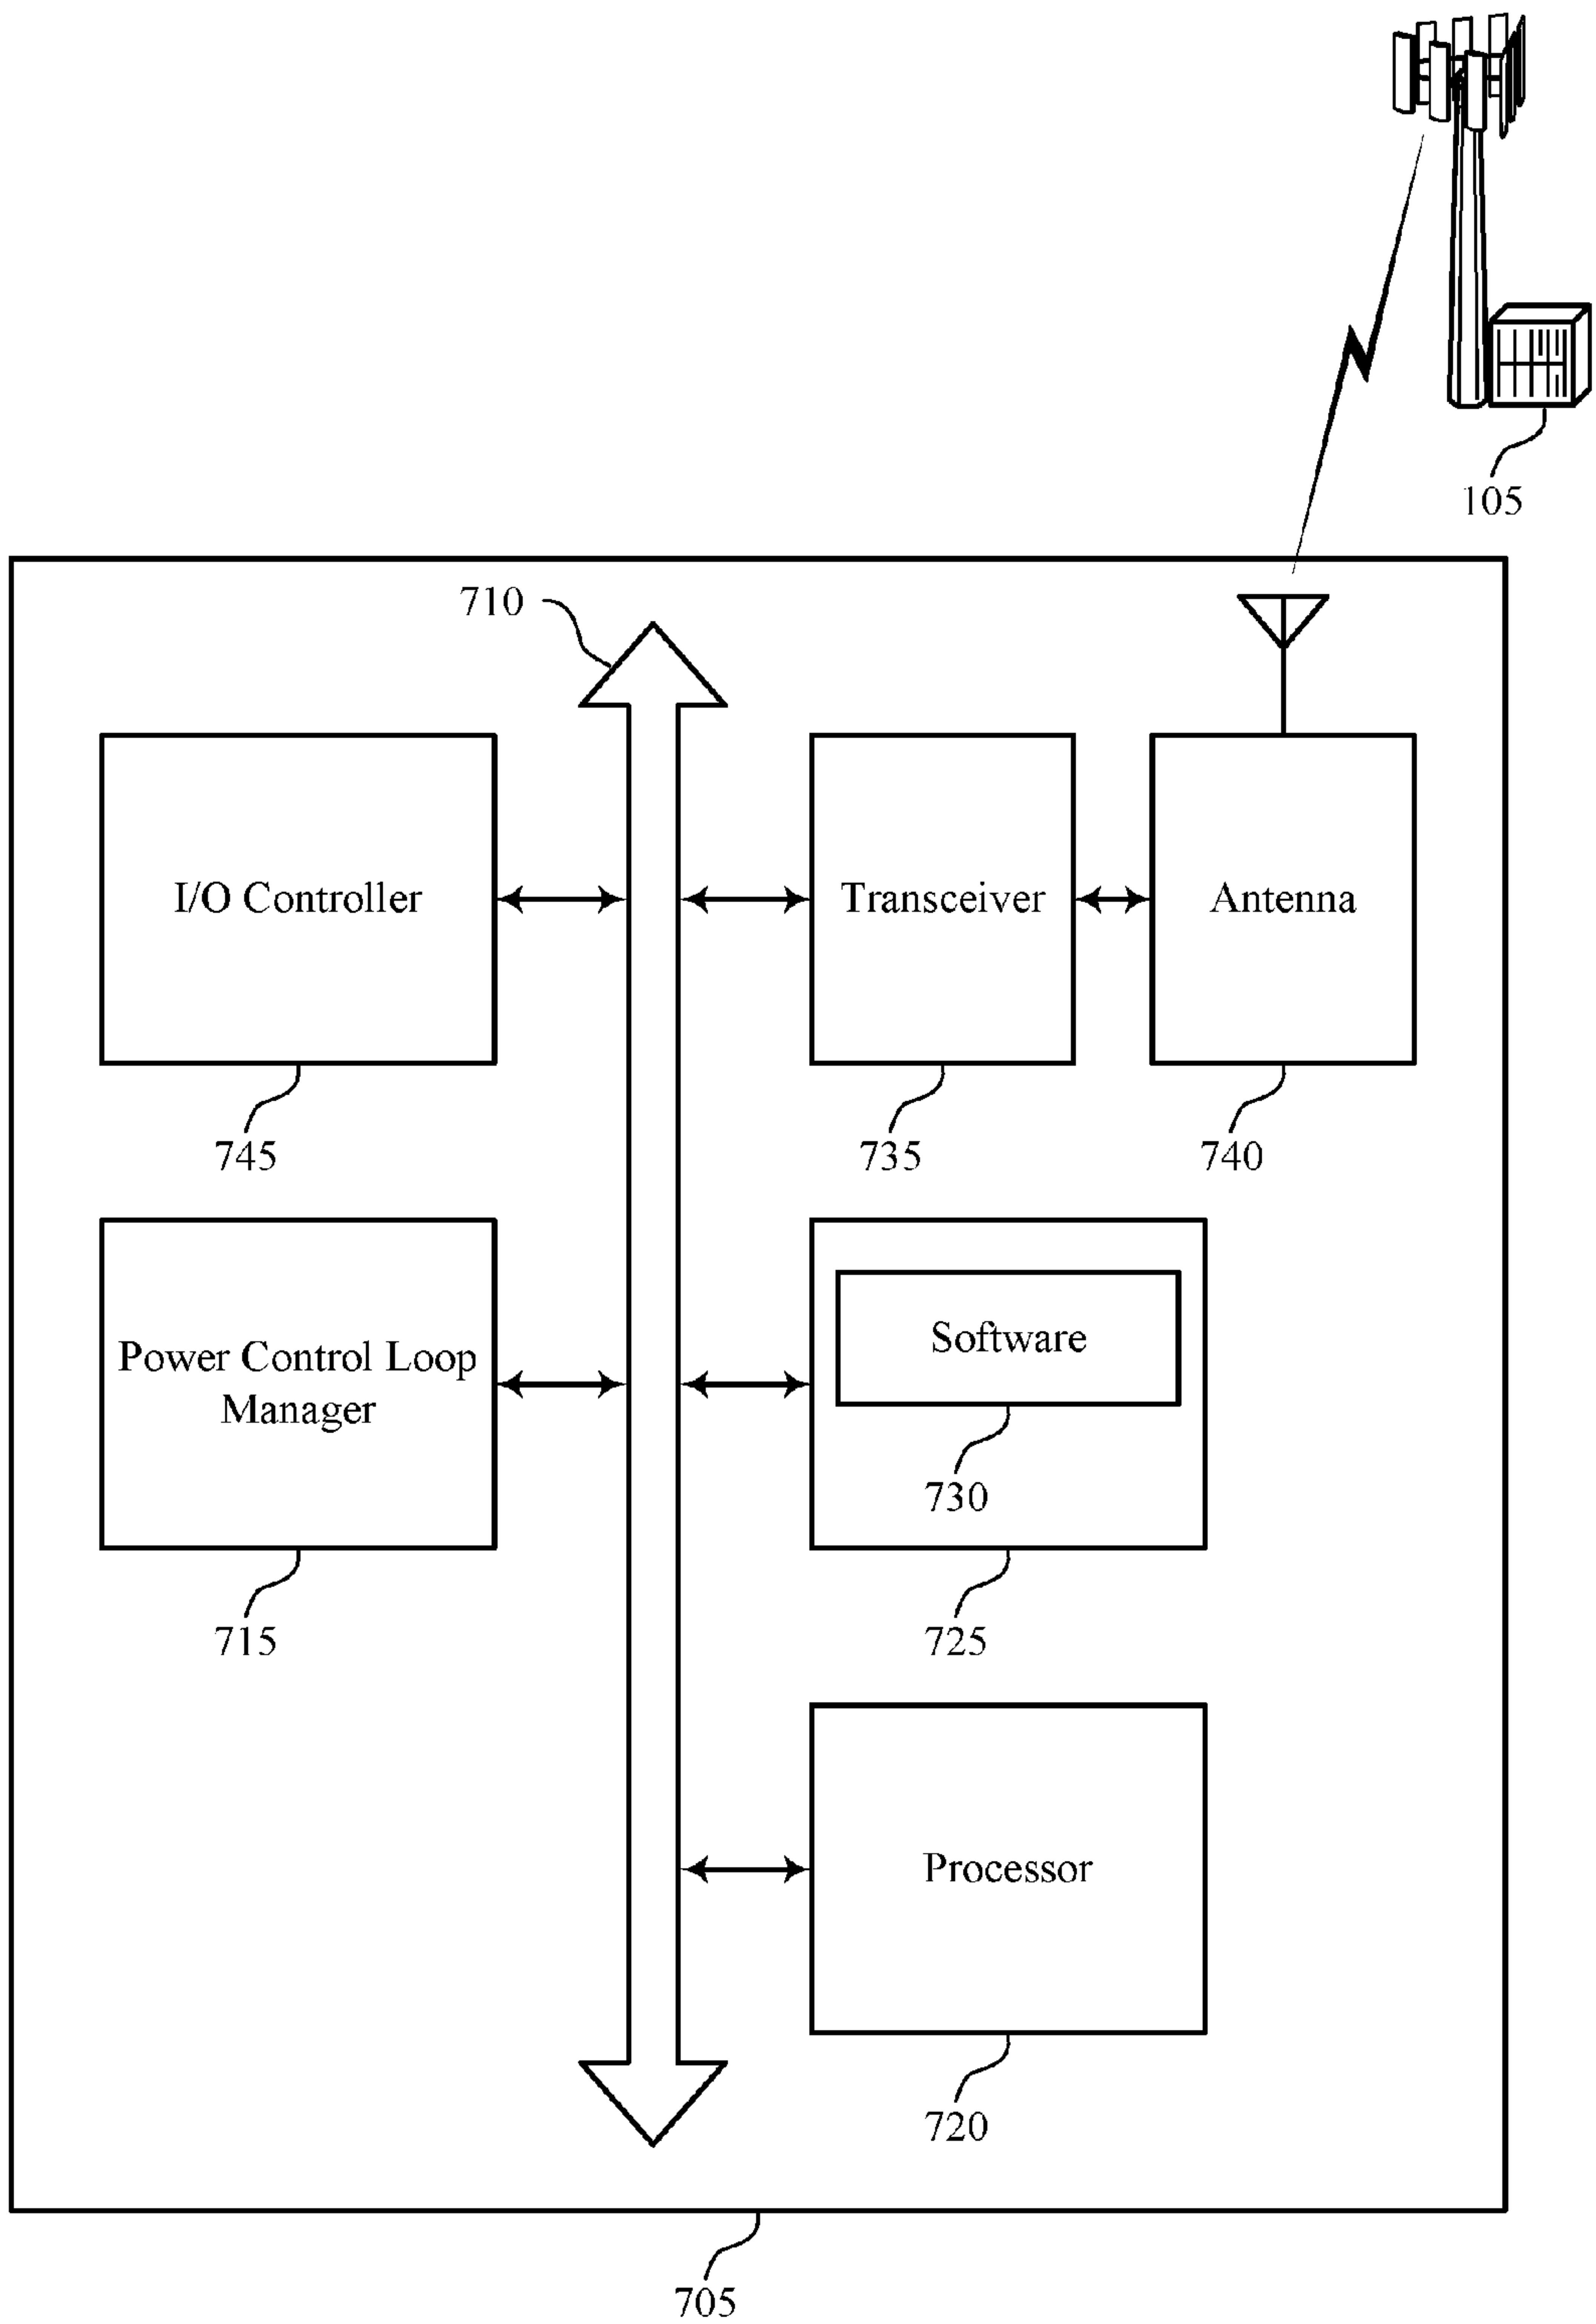 105
710
I/O Controller
Transceiver
Antenna
745
735
740
Power Control Loop
Manager
Software
730
715
725
Processor
720
705